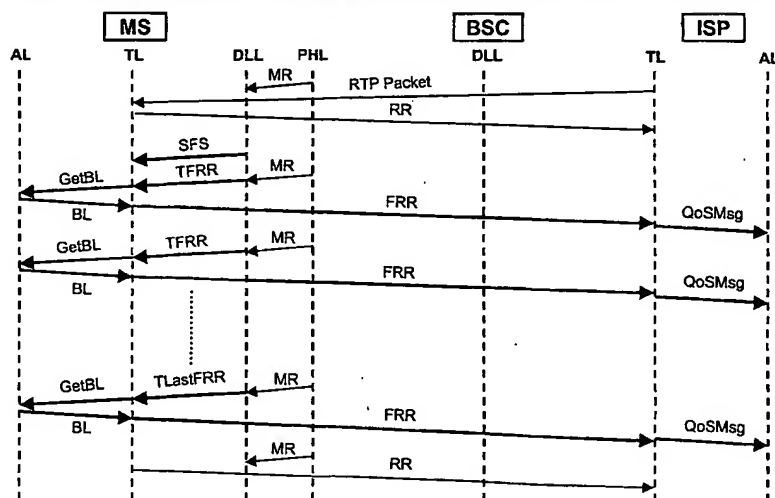 MS BSC ISP
AL TL DLL PHL DLL TL AL
MR
RTP Packet
RR
SFS
GetBL TFRR MR
BL FRR QoSMsg
GetBL TFRR MR
BL FRR QoSMsg
GetBL TLastFRR MR
BL FRR QoSMsg
MR
RR